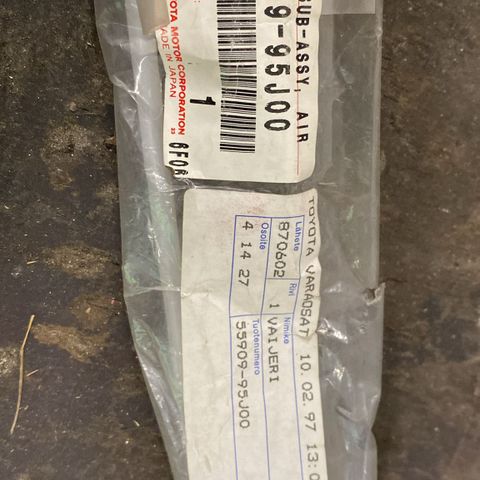 SUB-ASSY, AIR
9-95J00
TOYOTA MOTOR CORPORATION
MADE IN JAPAN
1
TOYOTA VARAOSAT 10.02.97 13:0
Lähete Rivi Nimike
870602 1 VAIJERI
Osoite Tuotenumero
4 14 27 55909-95J00